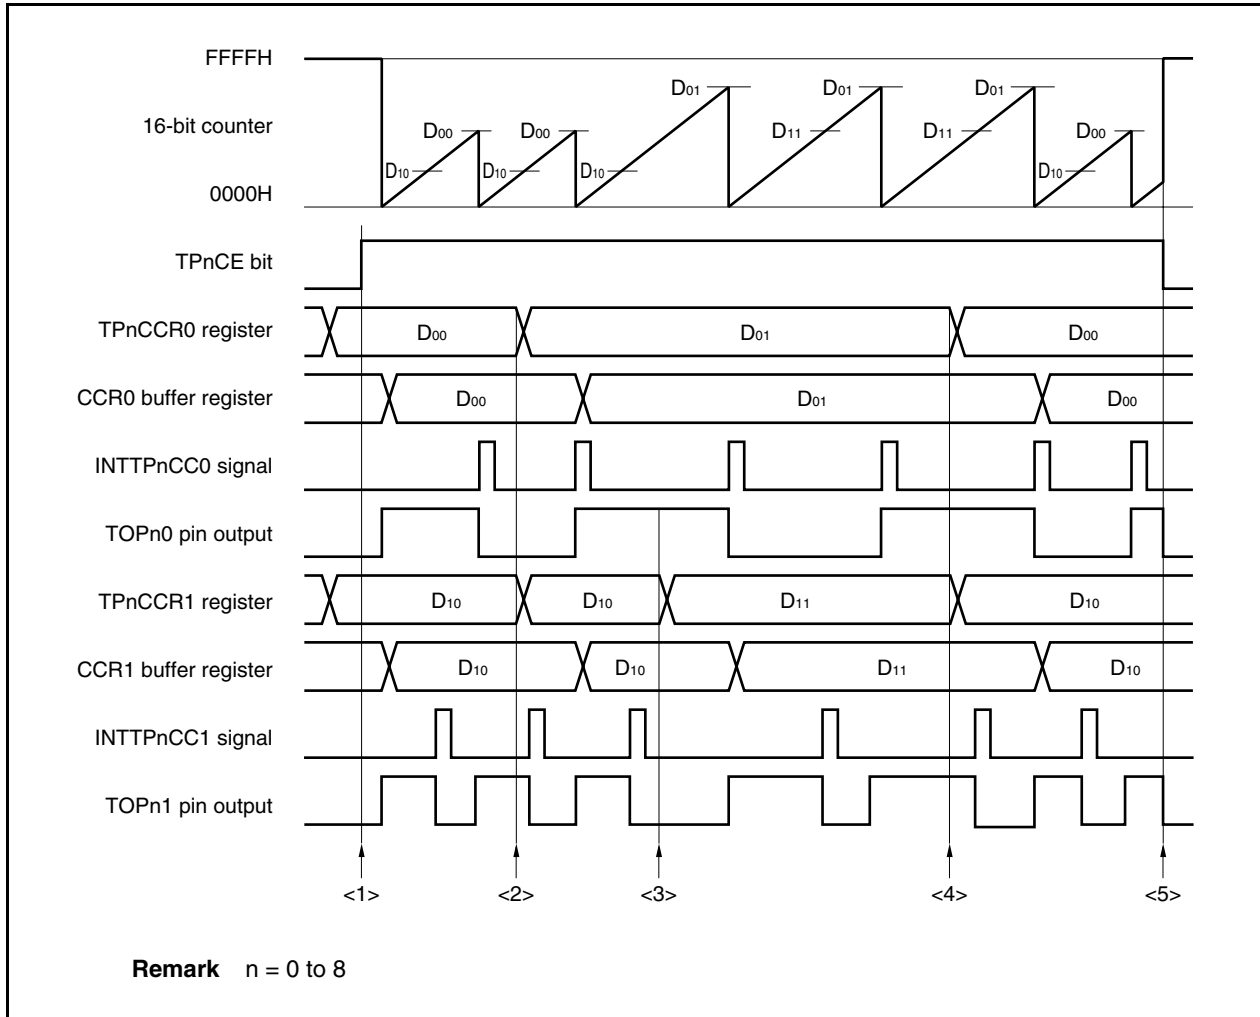 FFFFH
D01 D01 D01
16-bit counter
D00 D00 D11 D11 D00
D10 D10 D10 D10
0000H
TPnCE bit
TPnCCR0 register D00 D01 D00
CCR0 buffer register D00 D01 D00
INTTPnCC0 signal
TOPn0 pin output
TPnCCR1 register D10 D10 D11 D10
CCR1 buffer register D10 D10 D11 D10
INTTPnCC1 signal
TOPn1 pin output
<1> <2> <3> <4> <5>
Remark n = 0 to 8